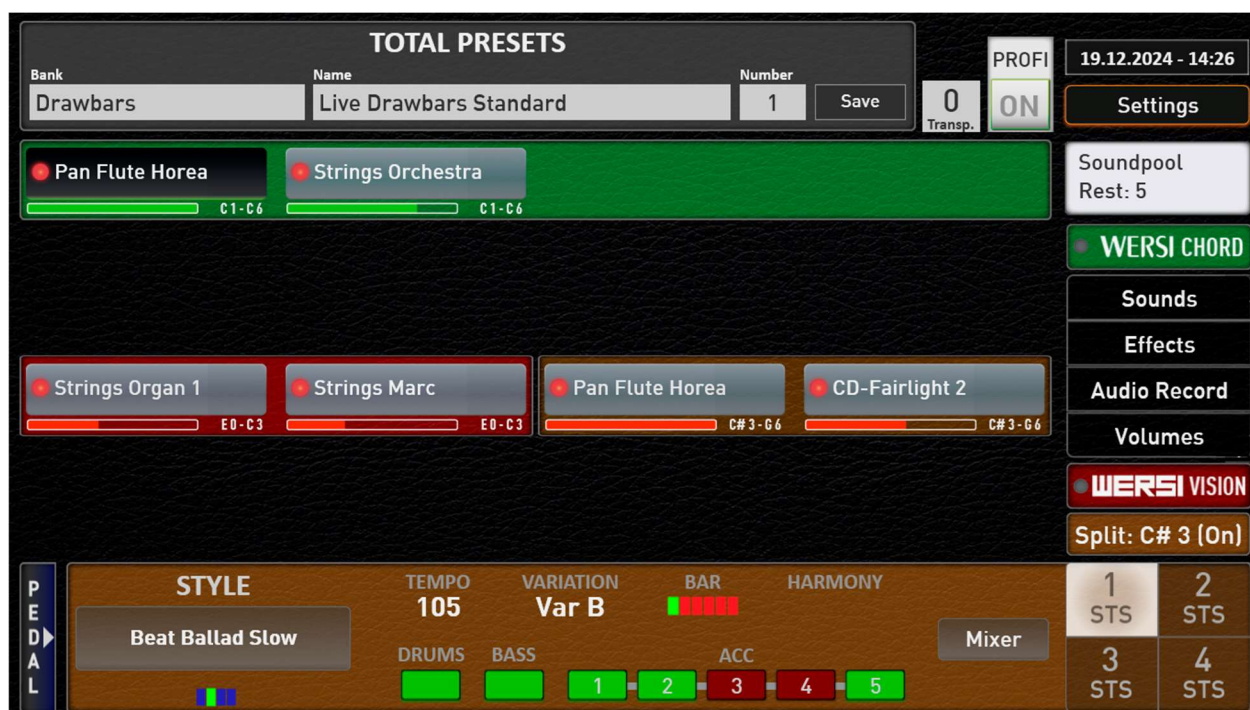 TOTAL PRESETS
Bank
Name
Number
Drawbars
Live Drawbars Standard
1
Save
0
Transp.
PROFI
ON
19.12.2024 - 14:26
Settings
Pan Flute Horea
C1-C6
Strings Orchestra
C1-C6
Soundpool
Rest: 5
WERSI CHORD
Sounds
Effects
Audio Record
Volumes
WERSI VISION
Split: C# 3 (On)
Strings Organ 1
E0-C3
Strings Marc
E0-C3
Pan Flute Horea
C#3-G6
CD-Fairlight 2
C#3-G6
PEDAL
STYLE
Beat Ballad Slow
TEMPO
105
VARIATION
Var B
BAR
HARMONY
DRUMS
BASS
ACC
1 2 3 4 5
Mixer
1
STS
2
STS
3
STS
4
STS